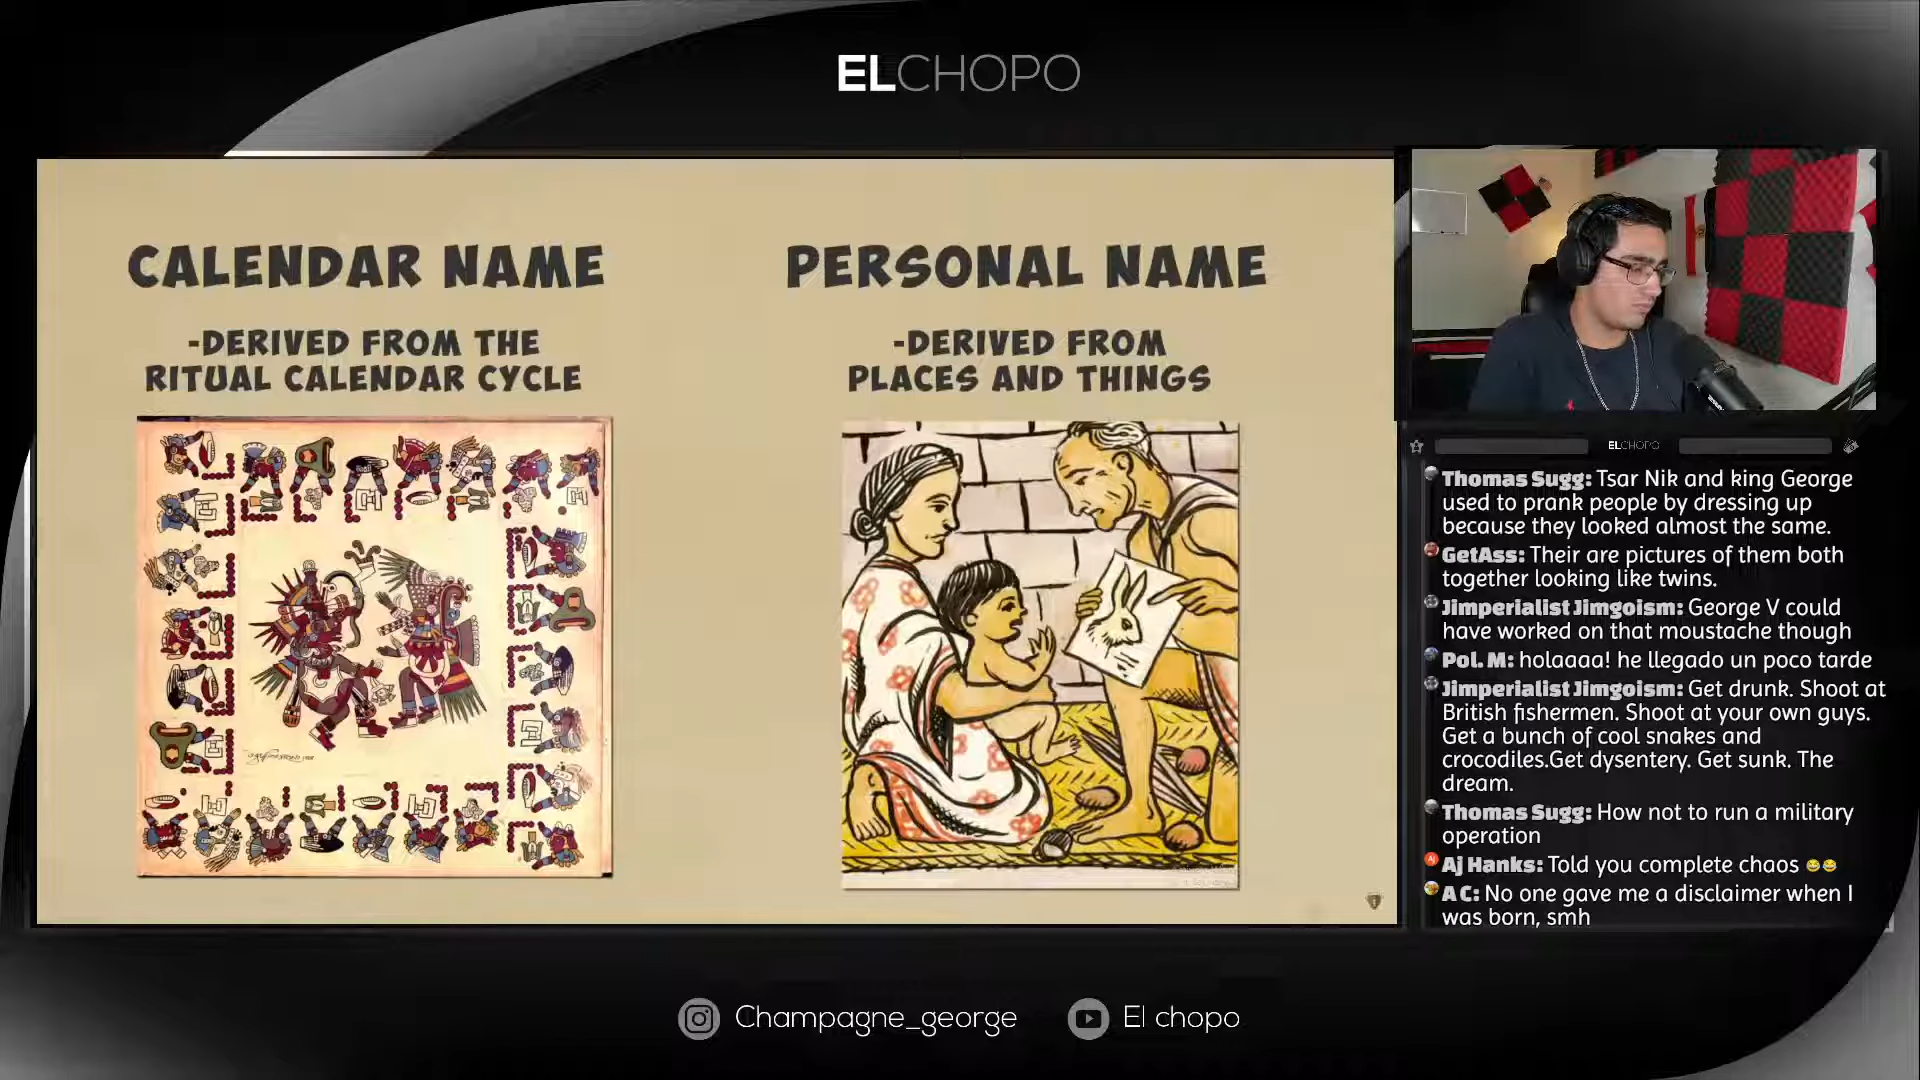 ELCHOPO
CALENDAR NAME
-DERIVED FROM THE
RITUAL CALENDAR CYCLE
PERSONAL NAME
-DERIVED FROM
PLACES AND THINGS
ELCHOPO
Thomas Sugg: Tsar Nik and king George
used to prank people by dressing up
because they looked almost the same.
GetAss: Their are pictures of them both
together looking like twins.
Jimperialist Jimgoism: George V could
have worked on that moustache though
Pol. M: holaaaa! he llegado un poco tarde
Jimperialist Jimgoism: Get drunk. Shoot at
British fishermen. Shoot at your own guys.
Get a bunch of cool snakes and
crocodiles.Get dysentery. Get sunk. The
dream.
Thomas Sugg: How not to run a military
operation
Aj Hanks: Told you complete chaos 😂😂
A C: No one gave me a disclaimer when I
was born, smh
Champagne_george
El chopo